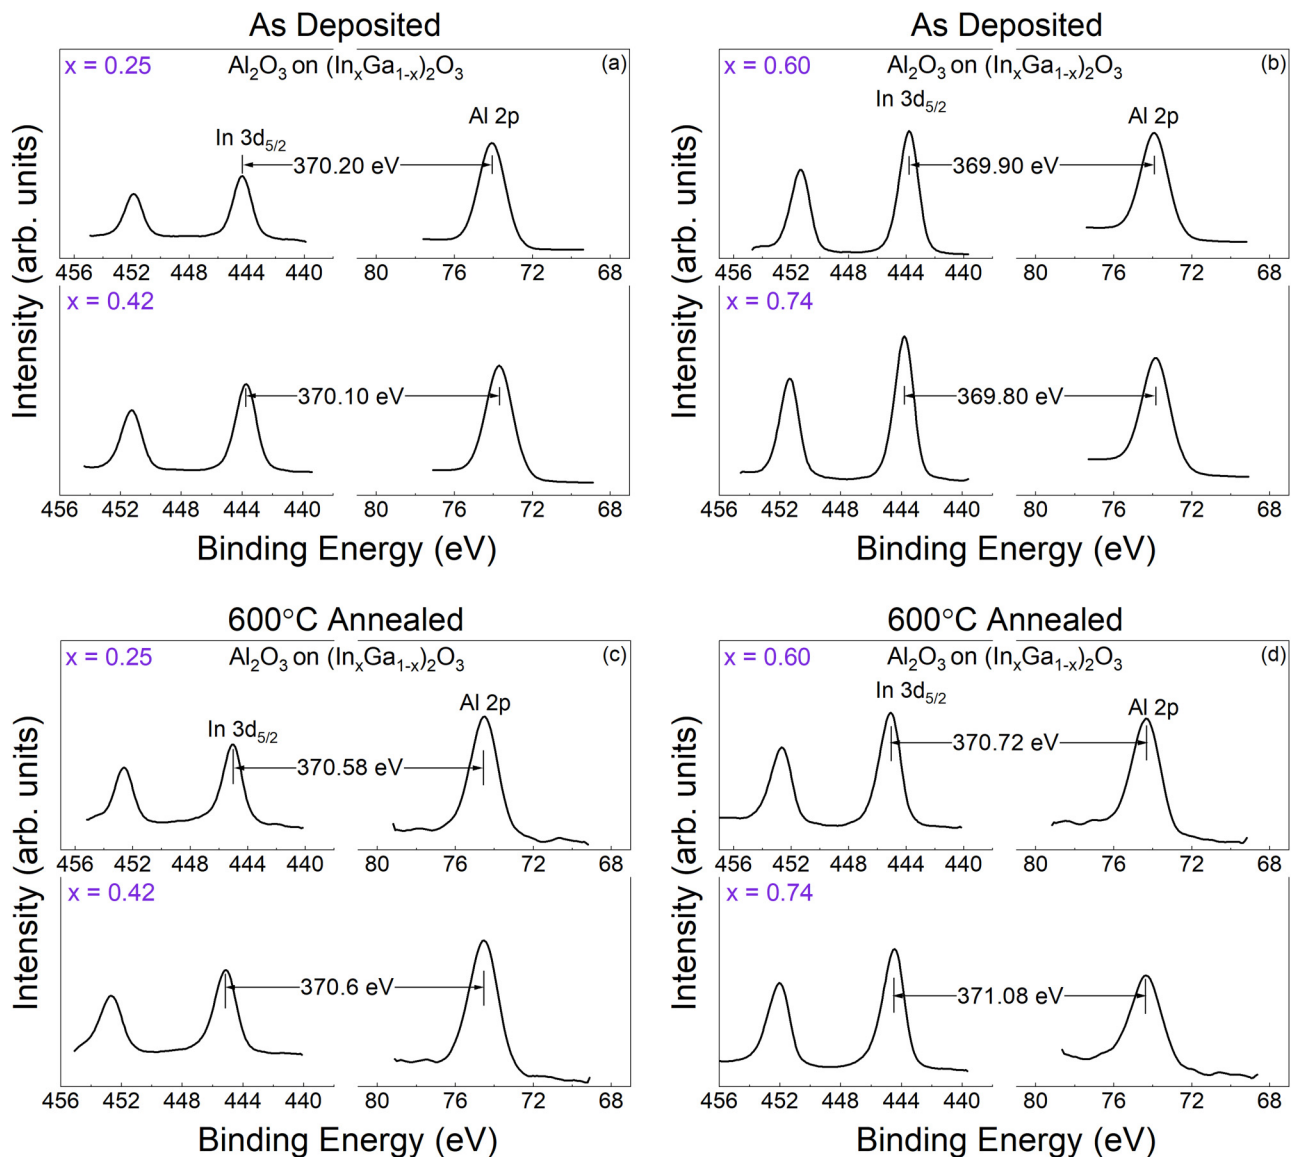 As Deposited
x = 0.25 Al₂O₃ on (InₓGa₁₋ₓ)₂O₃ (a)
Al 2p
In 3d₅/₂
370.20 eV
456 452 448 444 440 80 76 72 68
x = 0.42
370.10 eV
456 452 448 444 440 80 76 72 68
Intensity (arb. units)
Binding Energy (eV)
As Deposited
x = 0.60 Al₂O₃ on (InₓGa₁₋ₓ)₂O₃ (b)
In 3d₅/₂
Al 2p
369.90 eV
456 452 448 444 440 80 76 72 68
x = 0.74
369.80 eV
456 452 448 444 440 80 76 72 68
Intensity (arb. units)
Binding Energy (eV)
600°C Annealed
x = 0.25 Al₂O₃ on (InₓGa₁₋ₓ)₂O₃ (c)
Al 2p
In 3d₅/₂
370.58 eV
456 452 448 444 440 80 76 72 68
x = 0.42
370.6 eV
456 452 448 444 440 80 76 72 68
Intensity (arb. units)
Binding Energy (eV)
600°C Annealed
x = 0.60 Al₂O₃ on (InₓGa₁₋ₓ)₂O₃ (d)
In 3d₅/₂
Al 2p
370.72 eV
456 452 448 444 440 80 76 72 68
x = 0.74
371.08 eV
456 452 448 444 440 80 76 72 68
Intensity (arb. units)
Binding Energy (eV)